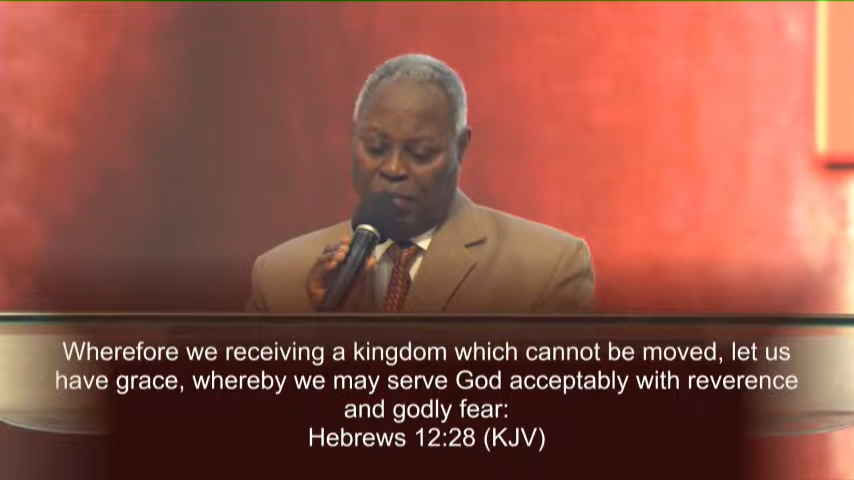 Wherefore we receiving a kingdom which cannot be moved, let us
have grace, whereby we may serve God acceptably with reverence
and godly fear:
Hebrews 12:28 (KJV)